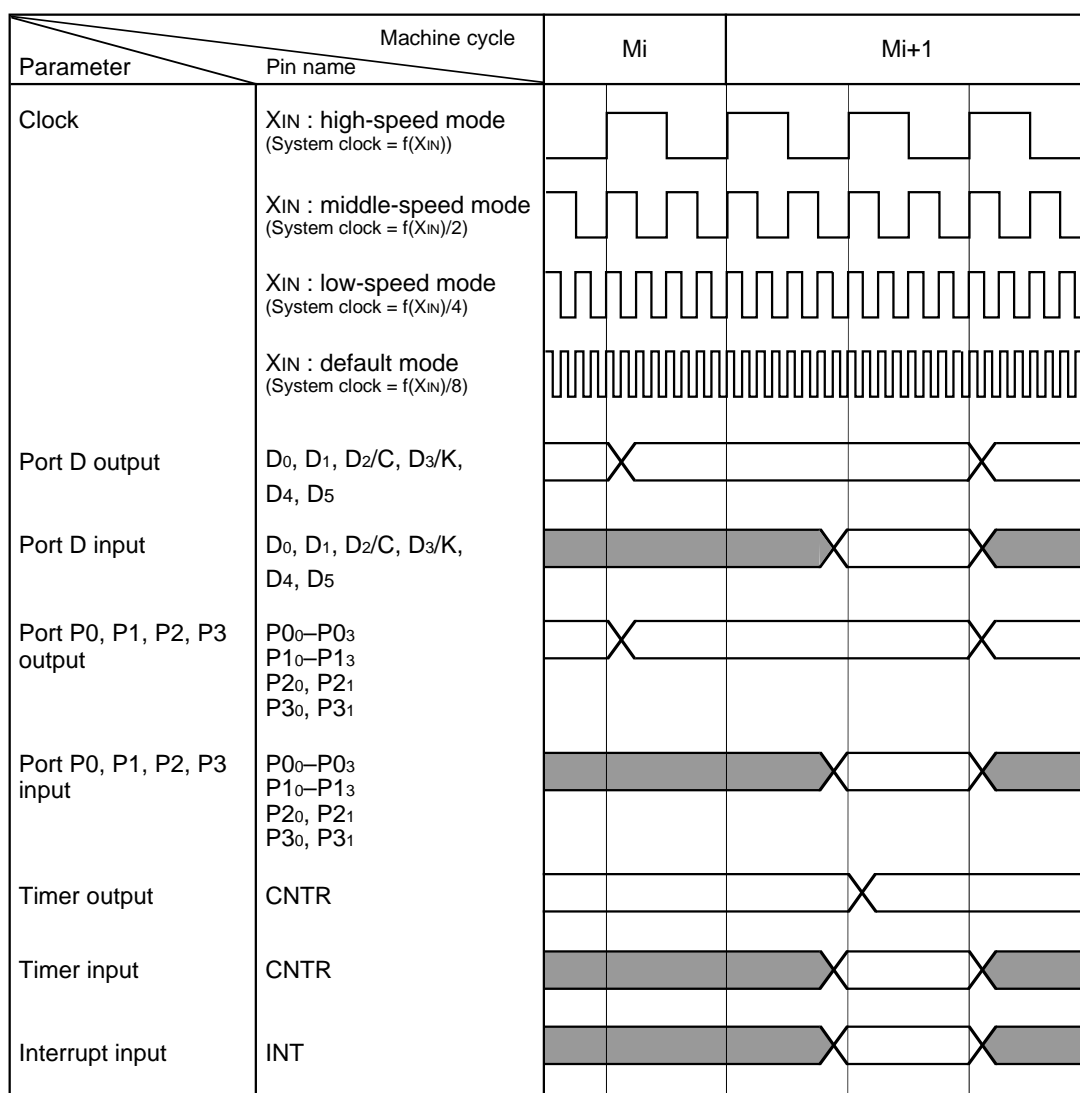 Machine cycle
Parameter
Pin name
Mi
Mi+1
Clock
XIN : high-speed mode
(System clock = f(XIN))
XIN : middle-speed mode
(System clock = f(XIN)/2)
XIN : low-speed mode
(System clock = f(XIN)/4)
XIN : default mode
(System clock = f(XIN)/8)
Port D output
D0, D1, D2/C, D3/K,
D4, D5
Port D input
D0, D1, D2/C, D3/K,
D4, D5
Port P0, P1, P2, P3
output
P00–P03
P10–P13
P20, P21
P30, P31
Port P0, P1, P2, P3
input
P00–P03
P10–P13
P20, P21
P30, P31
Timer output
CNTR
Timer input
CNTR
Interrupt input
INT